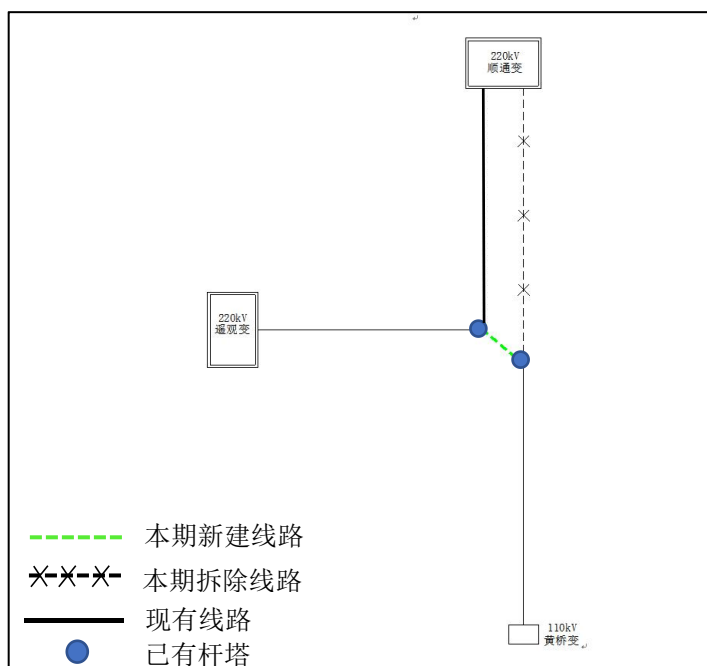 220kV
顺通变
220kV
遥观变
本期新建线路
本期拆除线路
现有线路
已有杆塔
110kV
黄桥变